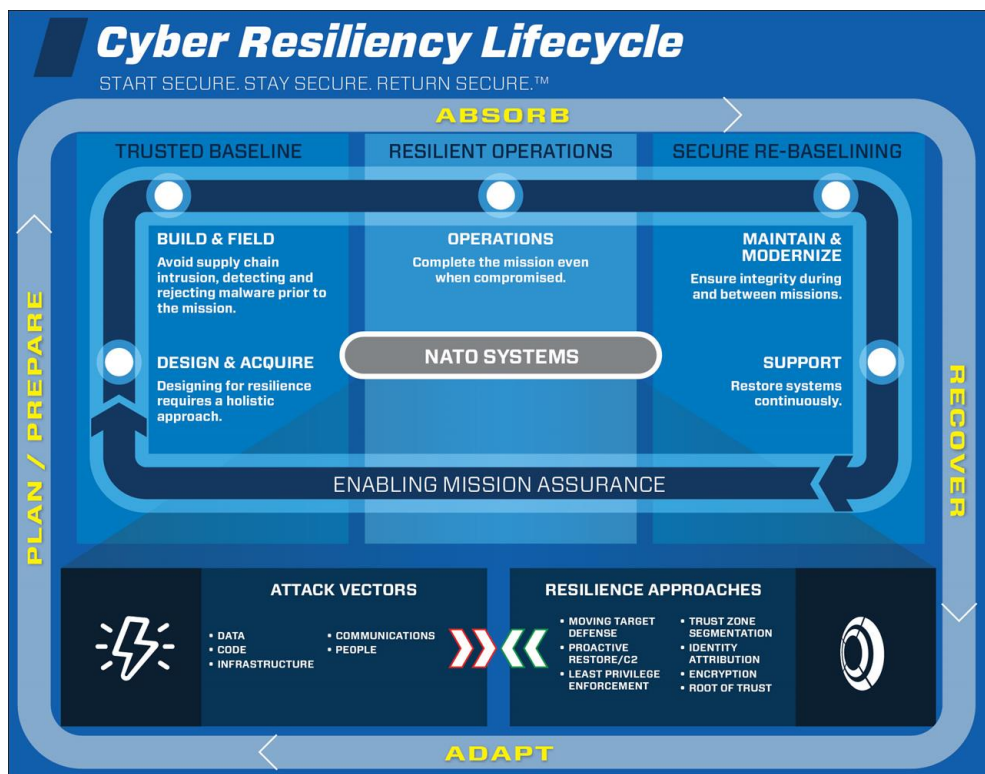 Cyber Resiliency Lifecycle
START SECURE. STAY SECURE. RETURN SECURE.™
ABSORB
PLAN / PREPARE
RECOVER
ADAPT
TRUSTED BASELINE
RESILIENT OPERATIONS
SECURE RE-BASELINING
BUILD & FIELD
Avoid supply chain
intrusion, detecting and
rejecting malware prior to
the mission.
OPERATIONS
Complete the mission even
when compromised.
MAINTAIN &
MODERNIZE
Ensure integrity during
and between missions.
DESIGN & ACQUIRE
Designing for resilience
requires a holistic
approach.
NATO SYSTEMS
SUPPORT
Restore systems
continuously.
ENABLING MISSION ASSURANCE
ATTACK VECTORS
▪ DATA
▪ CODE
▪ INFRASTRUCTURE
▪ COMMUNICATIONS
▪ PEOPLE
RESILIENCE APPROACHES
▪ MOVING TARGET
DEFENSE
▪ PROACTIVE
RESTORE/C2
▪ LEAST PRIVILEGE
ENFORCEMENT
▪ TRUST ZONE
SEGMENTATION
▪ IDENTITY
ATTRIBUTION
▪ ENCRYPTION
▪ ROOT OF TRUST